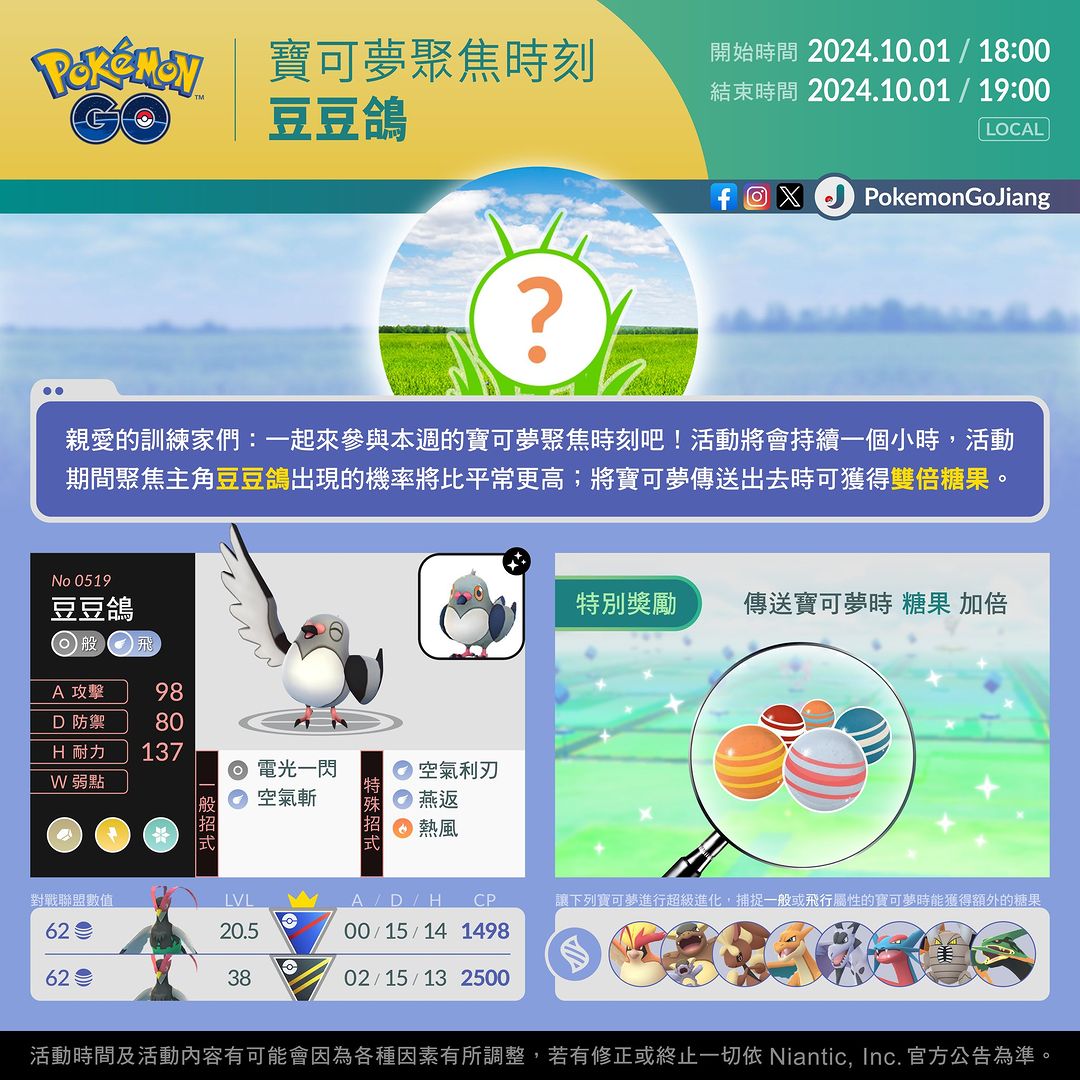 POKÉMON GO
寶可夢聚焦時刻
豆豆鴿
開始時間 2024.10.01 / 18:00
結束時間 2024.10.01 / 19:00
LOCAL
PokemonGoJiang
?
親愛的訓練家們：一起來參與本週的寶可夢聚焦時刻吧！活動將會持續一個小時，活動
期間聚焦主角豆豆鴿出現的機率將比平常更高；將寶可夢傳送出去時可獲得雙倍糖果。
No 0519
豆豆鴿
般 飛
A 攻擊 98
D 防禦 80
H 耐力 137
W 弱點
一般招式
電光一閃
空氣斬
特殊招式
空氣利刃
燕返
熱風
特別獎勵
傳送寶可夢時 糖果 加倍
對戰聯盟數值 LVL A / D / H CP
62 20.5 00 / 15 / 14 1498
62 38 02 / 15 / 13 2500
讓下列寶可夢進行超級進化，捕捉一般或飛行屬性的寶可夢時能獲得額外的糖果
活動時間及活動內容有可能會因為各種因素有所調整，若有修正或終止一切依 Niantic, Inc. 官方公告為準。